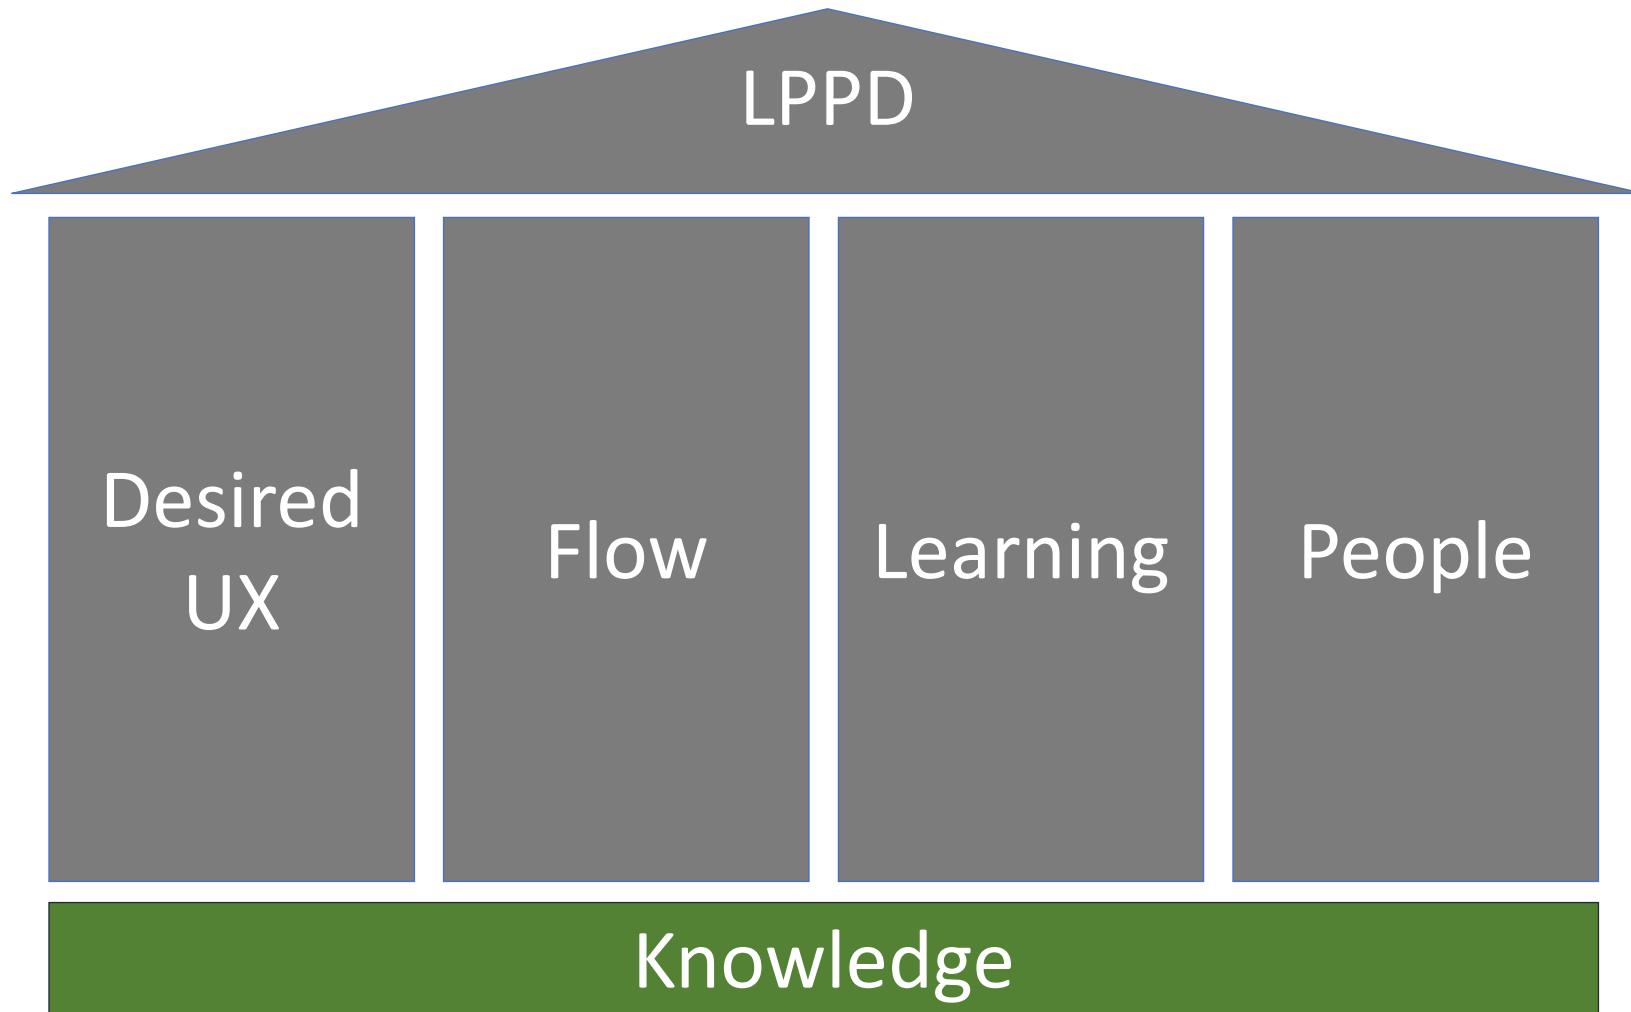 LPPD
Desired
UX
Flow
Learning
People
Knowledge